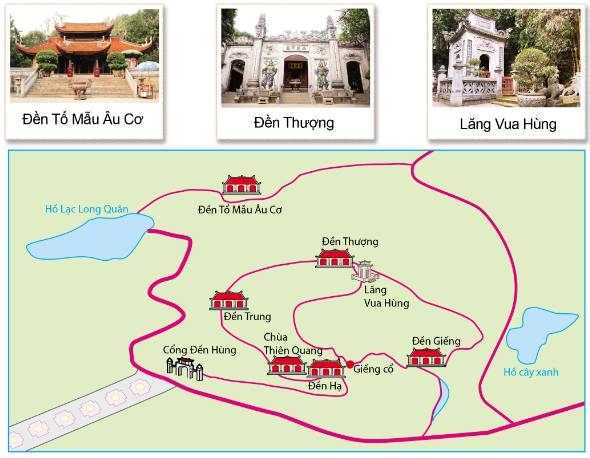 Đền Tổ Mẫu Âu Cơ
Đền Thượng
Lăng Vua Hùng
Hồ Lạc Long Quân
Đền Tổ Mẫu Âu Cơ
Đền Thượng
Lăng
Vua Hùng
Đền Trung
Chùa
Thiên Quang
Cổng Đền Hùng
Đền Hạ
Giếng cổ
Đền Giếng
Hồ cây xanh